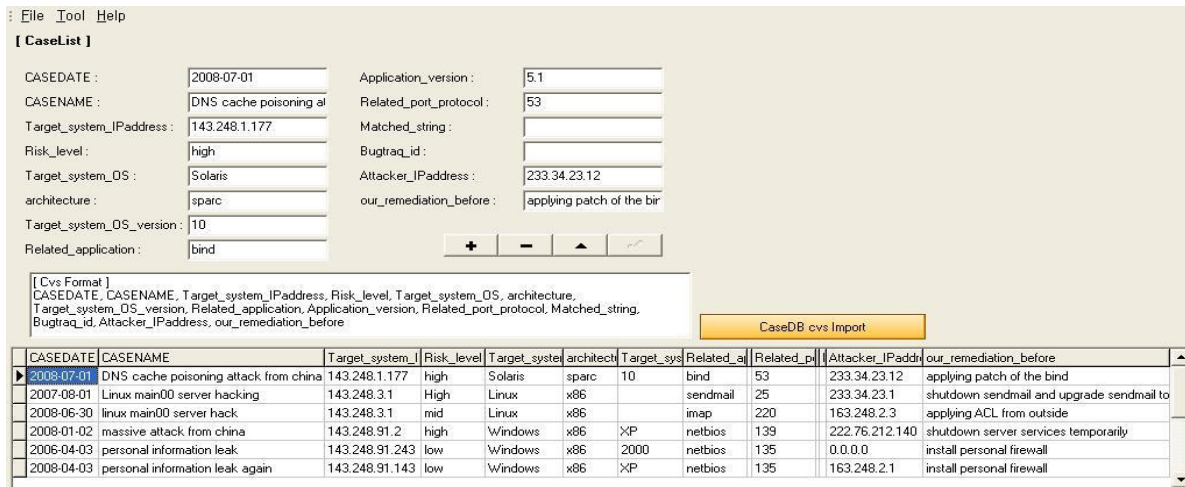 File Tool Help
[ CaseList ]
CASEDATE : 2008-07-01 Application_version : 5.1
CASENAME : DNS cache poisoning at Related_port_protocol : 53
Target_system_IPaddress : 143.248.1.177 Matched_string :
Risk_level : high Bugtraq_id :
Target_system_OS : Solaris Attacker_IPaddress : 233.34.23.12
architecture : sparc our_remediation_before : applying patch of the bin
Target_system_OS_version : 10
Related_application : bind
[ Cvs Format ]
CASEDATE, CASENAME, Target_system_IPaddress, Risk_level, Target_system_OS, architecture,
Target_system_OS_version, Related_application, Application_version, Related_port_protocol, Matched_string,
Bugtraq_id, Attacker_IPaddress, our_remediation_before
CaseDB cvs Import
CASEDATE CASENAME Target_system_I Risk_level Target_syster architect Target_sys Related_a Related_p Attacker_IPaddr our_remediation_before
2008-07-01 DNS cache poisoning attack from china 143.248.1.177 high Solaris sparc 10 bind 53 233.34.23.12 applying patch of the bind
2007-08-01 Linux main00 server hacking 143.248.3.1 High Linux x86 sendmail 25 233.34.23.1 shutdown sendmail and upgrade sendmail to
2008-06-30 linux main00 server hack 143.248.3.1 mid Linux x86 imap 220 163.248.2.3 applying ACL from outside
2008-01-02 massive attack from china 143.248.91.2 high Windows x86 XP netbios 139 222.76.212.140 shutdown server services temporarily
2006-04-03 personal information leak 143.248.91.243 low Windows x86 2000 netbios 135 0.0.0.0 install personal firewall
2008-04-03 personal information leak again 143.248.91.143 low Windows x86 XP netbios 135 163.248.2.1 install personal firewall